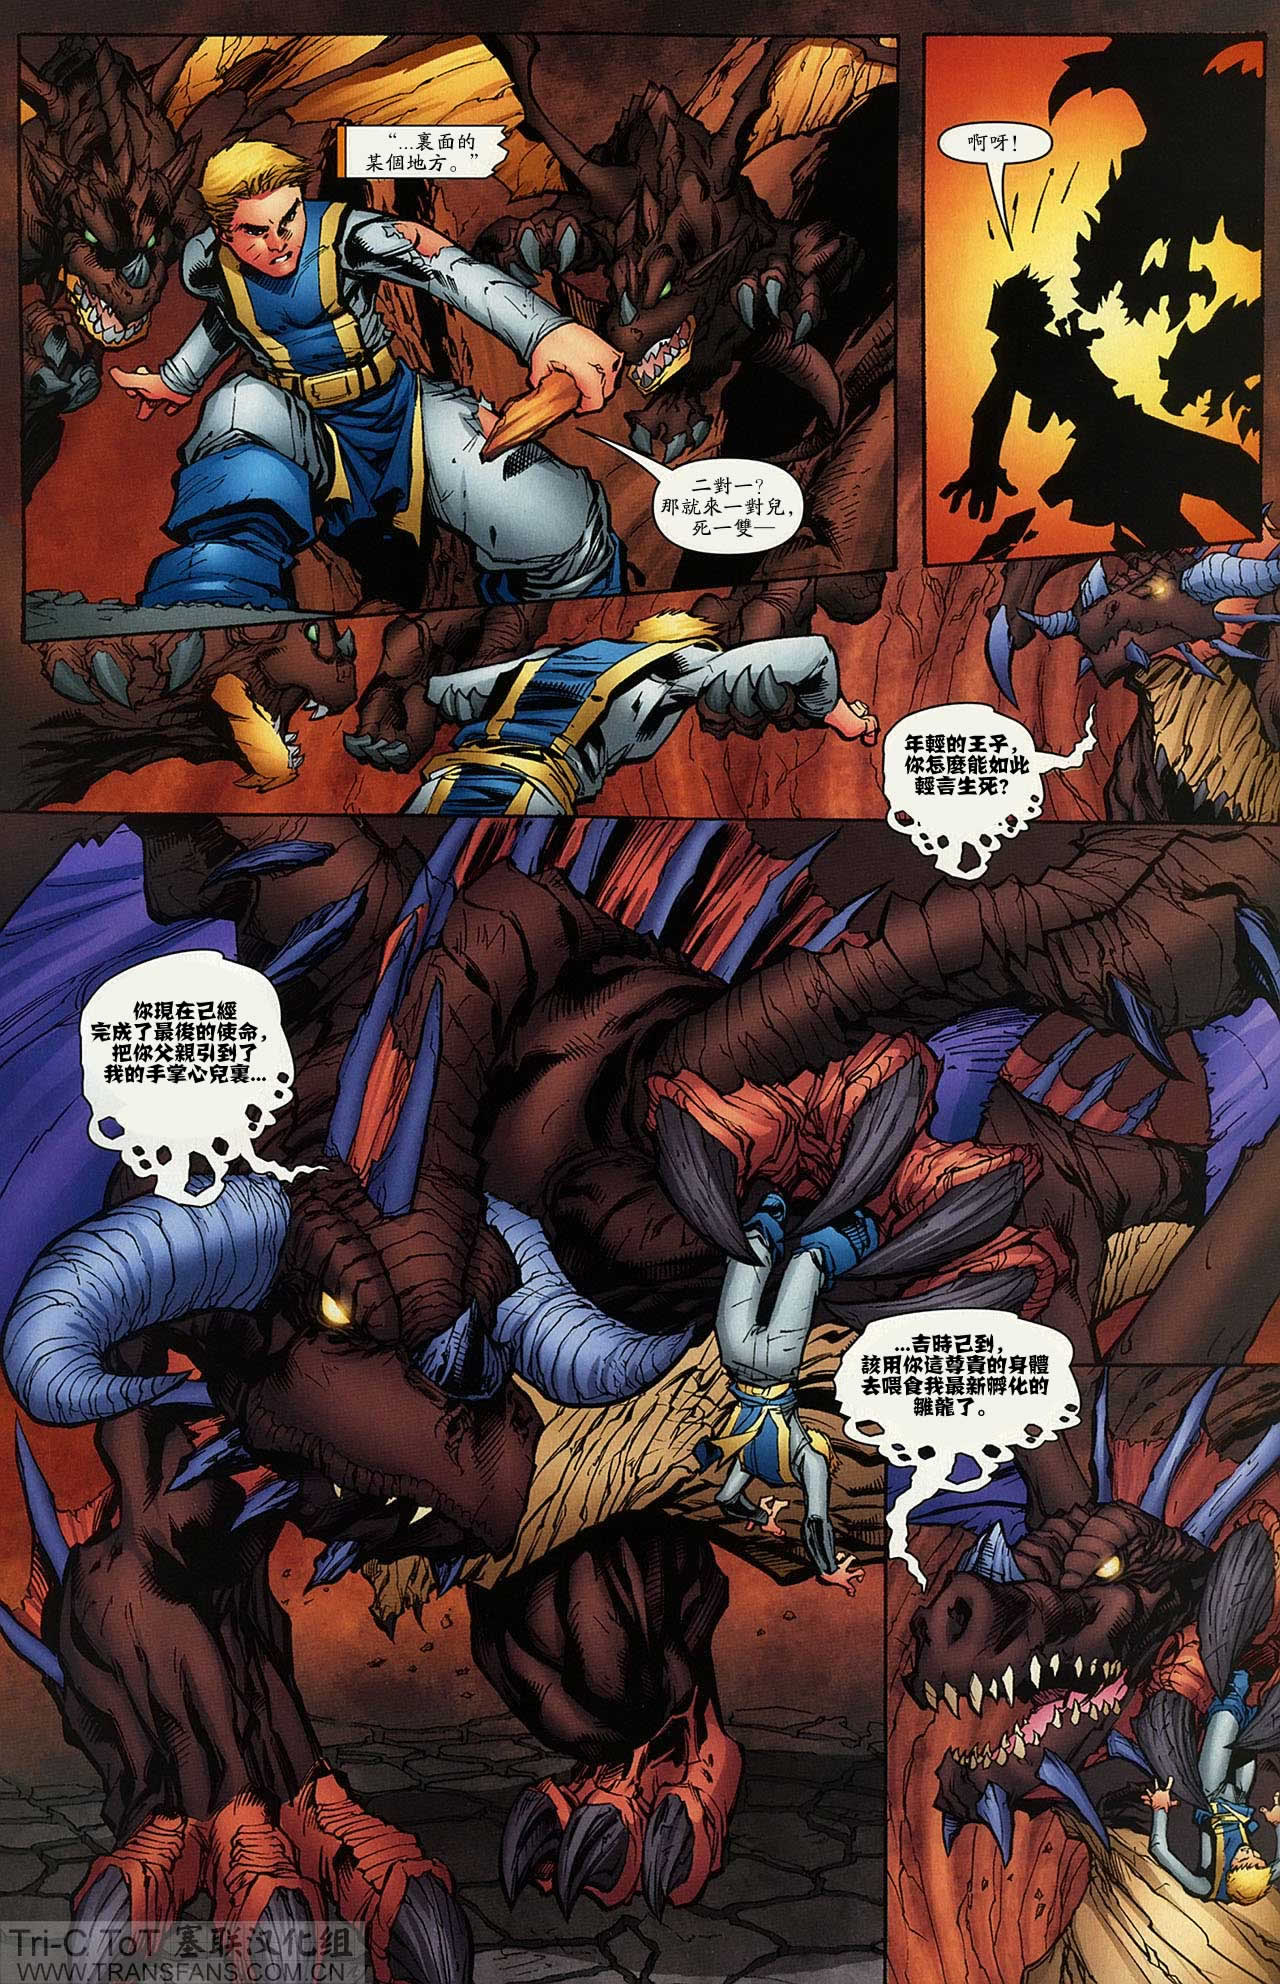 “…裏面的
某個地方。”
啊呀！
二對一？
那就來一對兒，
死一雙—
年輕的王子，
你怎麼能如此
輕言生死？
你現在已經
完成了最後的使命，
把你父親引到了
我的手掌心兒裏...
...吉時已到，
該用你這尊貴的身體
去喂食我最新孵化的
雛龍了。
Tri-C ToT 塞联汉化组
WWW.TRANSFANS.COM.CN